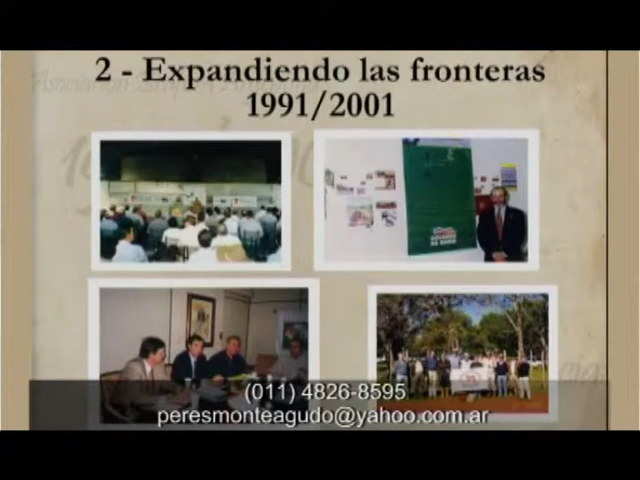 2 - Expandiendo las fronteras
1991/2001
(011) 4826-8595
peresmonteagudo@yahoo.com.ar